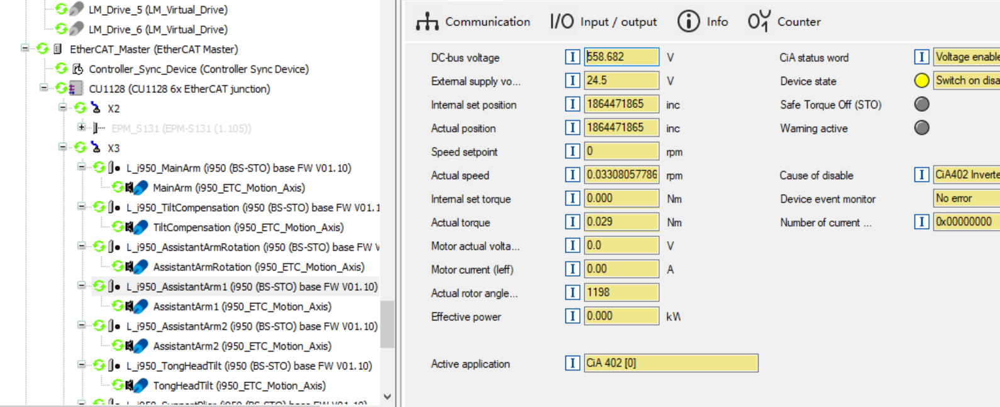 LM_Drive_5 (LM_Virtual_Drive)
LM_Drive_6 (LM_Virtual_Drive)
EtherCAT_Master (EtherCAT Master)
Controller_Sync_Device (Controller Sync Device)
CU1128 (CU1128 6x EtherCAT junction)
X2
EPM_S131 (EPM-S131 (1.105))
X3
L_i950_MainArm (i950 (BS-STO) base FW V01.10)
MainArm (i950_ETC_Motion_Axis)
L_i950_TiltCompensation (i950 (BS-STO) base FW V01.1
TiltCompensation (i950_ETC_Motion_Axis)
L_i950_AssistantArmRotation (i950 (BS-STO) base FW V
AssistantArmRotation (i950_ETC_Motion_Axis)
L_i950_AssistantArm1 (i950 (BS-STO) base FW V01.10)
AssistantArm1 (i950_ETC_Motion_Axis)
L_i950_AssistantArm2 (i950 (BS-STO) base FW V01.10)
AssistantArm2 (i950_ETC_Motion_Axis)
L_i950_TongHeadTilt (i950 (BS-STO) base FW V01.10)
TongHeadTilt (i950_ETC_Motion_Axis)
Communication I/O Input / output Info Counter
DC-bus voltage I 558.682 V
External supply vo... I 24.5 V
Internal set position I 1864471865 inc
Actual position I 1864471865 inc
Speed setpoint I 0 rpm
Actual speed I 0.03308057786 rpm
Internal set torque I 0.000 Nm
Actual torque I 0.029 Nm
Motor actual volta... I 0.0 V
Motor current (Ieff) I 0.00 A
Actual rotor angle... I 1198
Effective power I 0.000 kW
Active application I CiA 402 [0]
CiA status word I Voltage enable
Device state Switch on disa
Safe Torque Off (STO)
Warning active
Cause of disable I CiA402 Inverte
Device event monitor No error
Number of current ... I 0x00000000